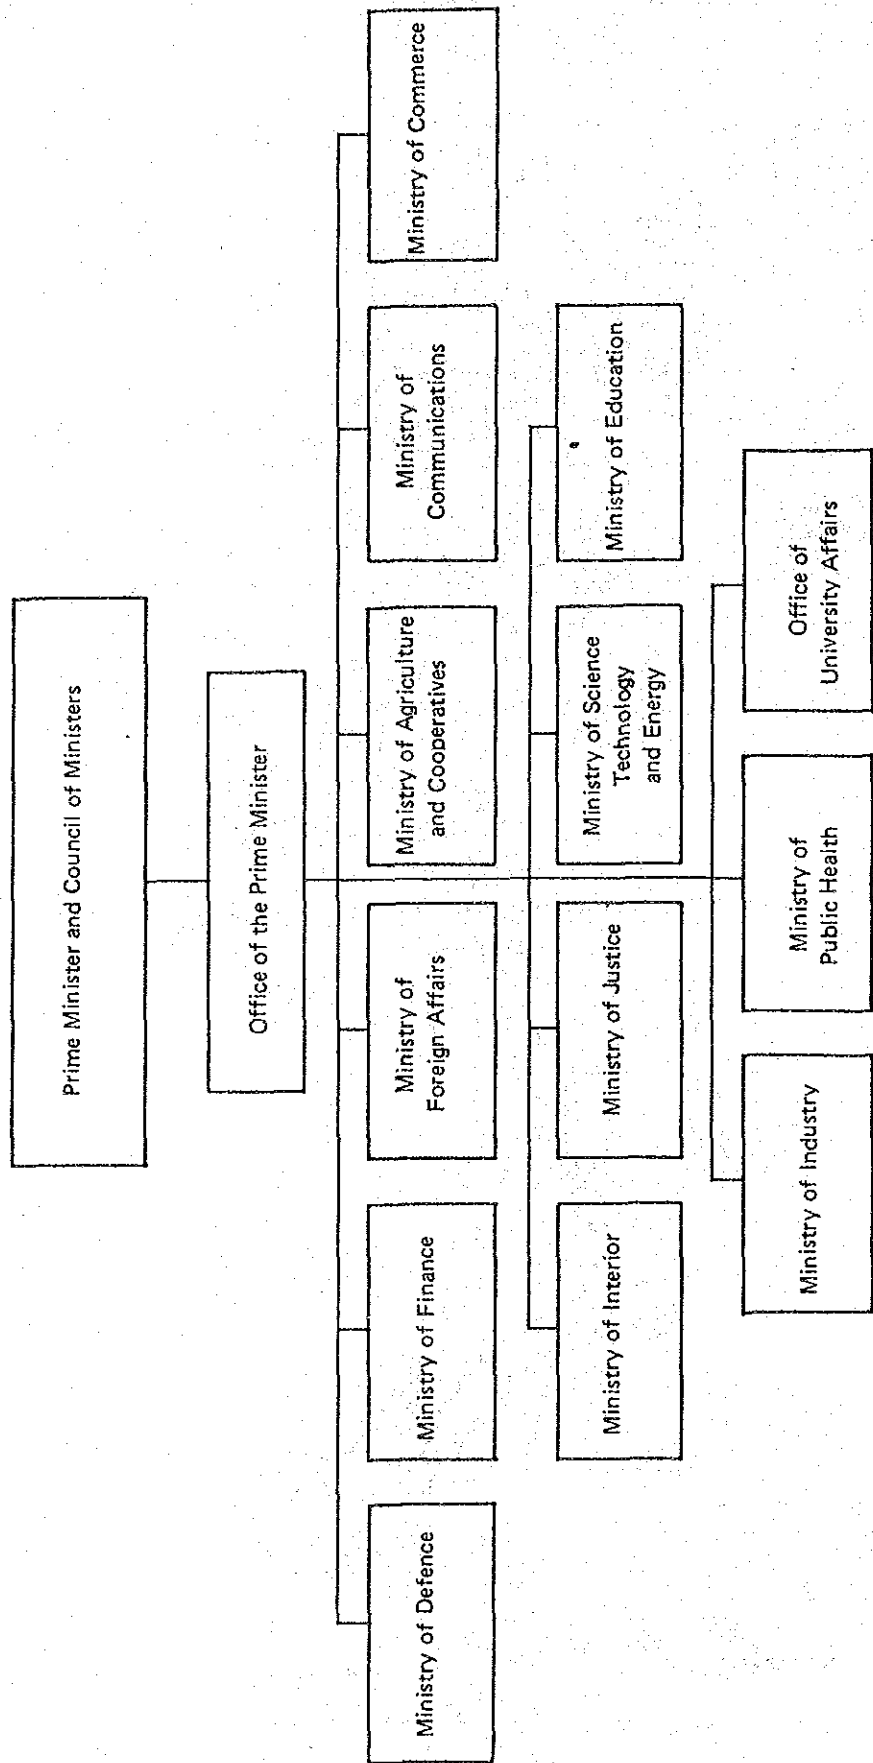 Prime Minister and Council of Ministers
Office of the Prime Minister
Ministry of Defence
Ministry of Finance
Ministry of
Foreign Affairs
Ministry of Agriculture
and Cooperatives
Ministry of
Communications
Ministry of Commerce
Ministry of Interior
Ministry of Justice
Ministry of Science
Technology
and Energy
Ministry of Education
Ministry of Industry
Ministry of
Public Health
Office of
University Affairs